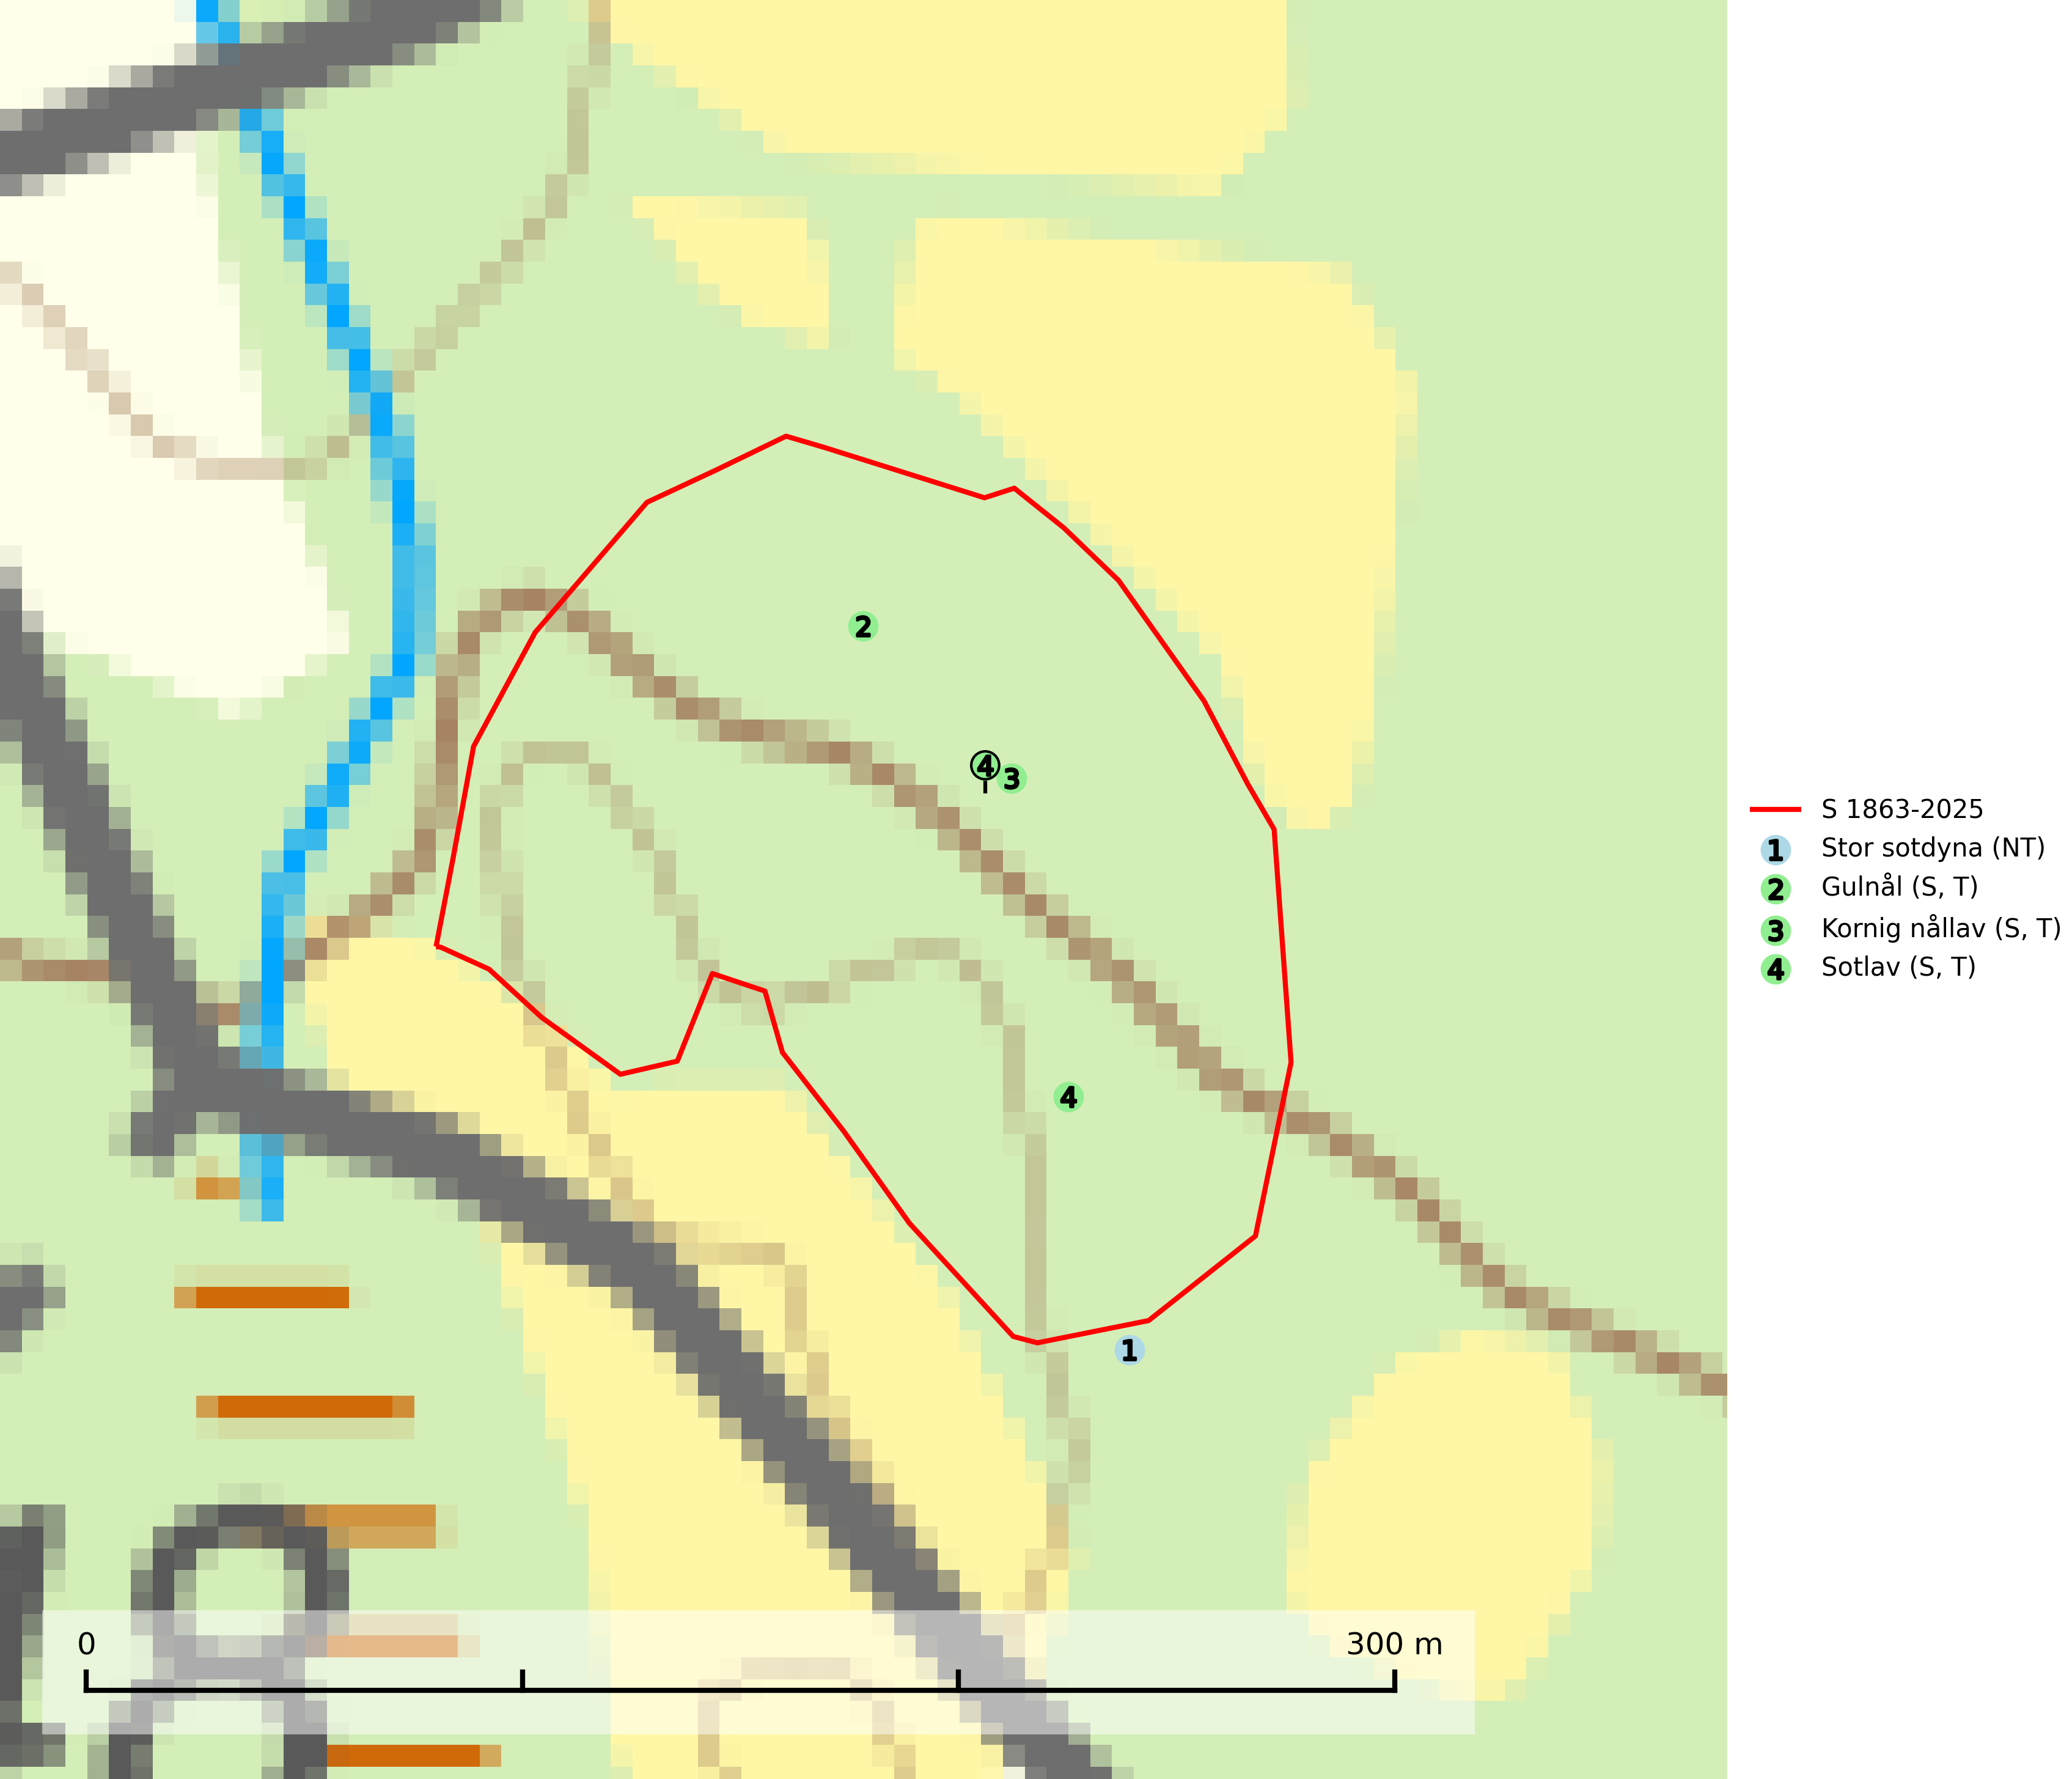 2
4
3
4
1
0
300 m
S 1863-2025
1 Stor sotdyna (NT)
2 Gulnål (S, T)
3 Kornig nållav (S, T)
4 Sotlav (S, T)